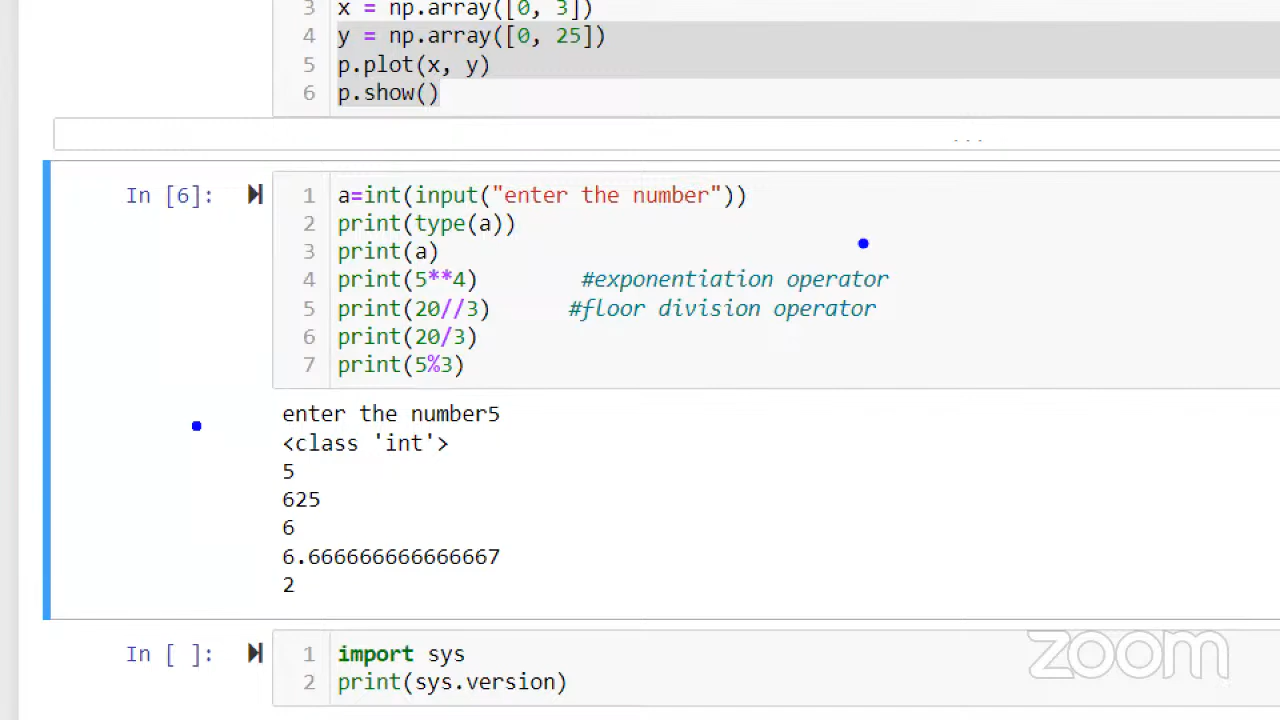 3 x = np.array([0, 3])
4 y = np.array([0, 25])
5 p.plot(x, y)
6 p.show()
...
In [6]:
1 a=int(input("enter the number"))
2 print(type(a))
3 print(a)
4 print(5**4) #exponentiation operator
5 print(20//3) #floor division operator
6 print(20/3)
7 print(5%3)
enter the number5
<class 'int'>
5
625
6
6.666666666666667
2
In [ ]:
1 import sys
2 print(sys.version)
zoom